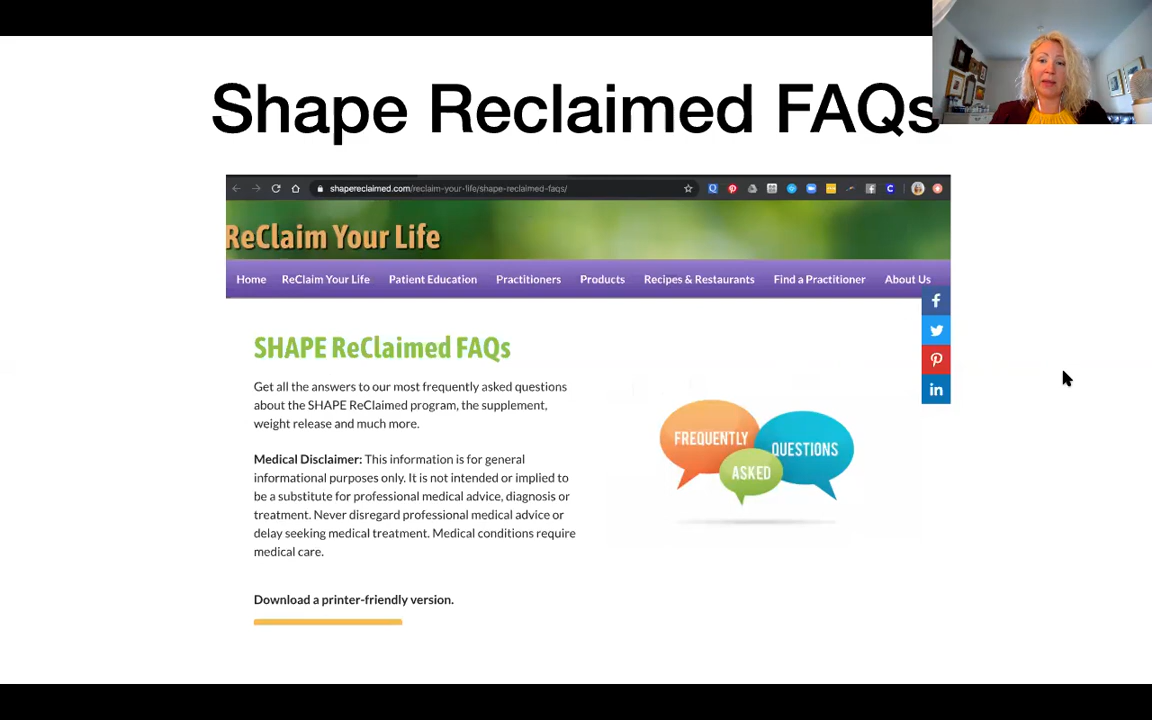 Shape Reclaimed FAQs
shapereclaimed.com/reclaim-your-life/shape-reclaimed-faqs/
ReClaim Your Life
Home ReClaim Your Life Patient Education Practitioners Products Recipes & Restaurants Find a Practitioner About Us
SHAPE ReClaimed FAQs
Get all the answers to our most frequently asked questions
about the SHAPE ReClaimed program, the supplement,
weight release and much more.
FREQUENTLY
ASKED
QUESTIONS
Medical Disclaimer: This information is for general
informational purposes only. It is not intended or implied to
be a substitute for professional medical advice, diagnosis or
treatment. Never disregard professional medical advice or
delay seeking medical treatment. Medical conditions require
medical care.
Download a printer-friendly version.